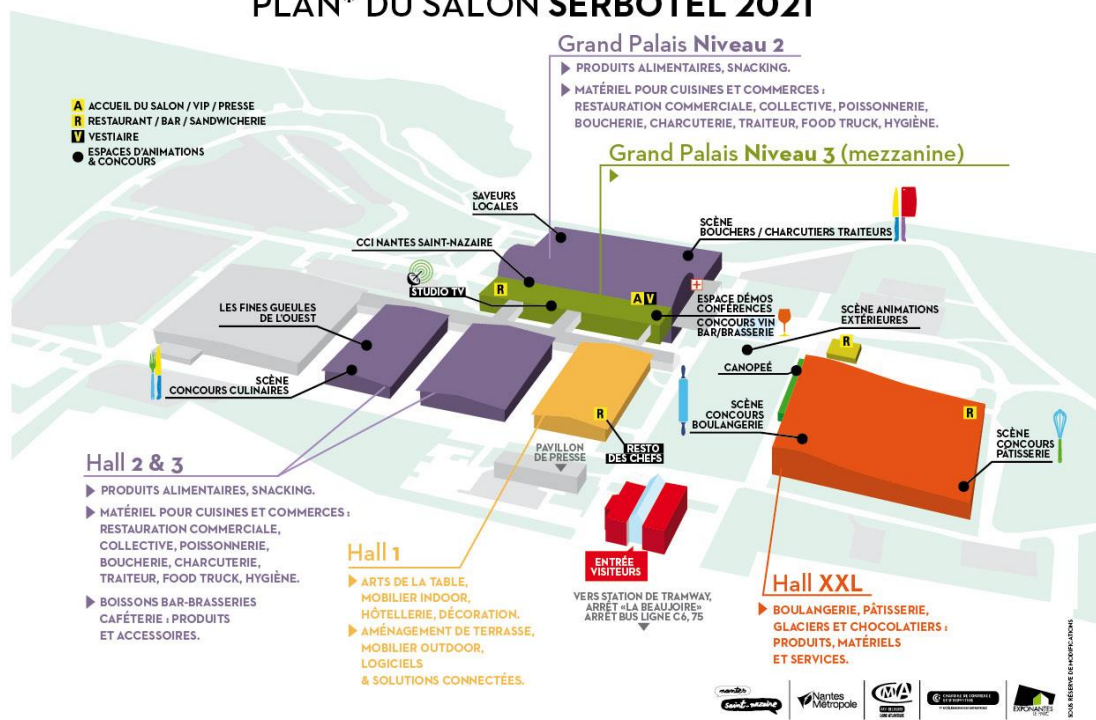 PLAN* DU SALON SERBOTEL 2021
Grand Palais Niveau 2
PRODUITS ALIMENTAIRES, SNACKING.
MATÉRIEL POUR CUISINES ET COMMERCES :
RESTAURATION COMMERCIALE, COLLECTIVE, POISSONNERIE,
BOUCHERIE, CHARCUTERIE, TRAITEUR, FOOD TRUCK, HYGIÈNE.
A ACCUEIL DU SALON / VIP / PRESSE
R RESTAURANT / BAR / SANDWICHERIE
V VESTIAIRE
ESPACES D'ANIMATIONS
& CONCOURS
Grand Palais Niveau 3 (mezzanine)
SAVEURS
LOCALES
SCÈNE
BOUCHERS / CHARCUTIERS TRAITEURS
CCI NANTES SAINT-NAZAIRE
STUDIO TV
R
A V
ESPACE DÉMOS
CONFÉRENCES
CONCOURS VIN
BAR/BRASSERIE
SCÈNE ANIMATIONS
EXTÉRIEURES
LES FINES GUEULES
DE L'OUEST
SCÈNE
CONCOURS CULINAIRES
R
CANOPEÉ
SCÈNE
CONCOURS
BOULANGERIE
R
R
SCÈNE
CONCOURS
PÂTISSERIE
PAVILLON
DE PRESSE
RESTO
DES CHEFS
Hall 2 & 3
PRODUITS ALIMENTAIRES, SNACKING.
MATÉRIEL POUR CUISINES ET COMMERCES :
RESTAURATION COMMERCIALE,
COLLECTIVE, POISSONNERIE,
BOUCHERIE, CHARCUTERIE,
TRAITEUR, FOOD TRUCK, HYGIÈNE.
BOISSONS BAR-BRASSERIES
CAFÉTERIE : PRODUITS
ET ACCESSOIRES.
Hall 1
ARTS DE LA TABLE,
MOBILIER INDOOR,
HÔTELLERIE, DÉCORATION.
AMÉNAGEMENT DE TERRASSE,
MOBILIER OUTDOOR,
LOGICIELS
& SOLUTIONS CONNECTÉES.
ENTRÉE
VISITEURS
VERS STATION DE TRAMWAY,
ARRÊT «LA BEAUJOIRE»
ARRÊT BUS LIGNE C6, 75
Hall XXL
BOULANGERIE, PÂTISSERIE,
GLACIERS ET CHOCOLATIERS :
PRODUITS, MATÉRIELS
ET SERVICES.
nantes
saint-nazaire
Nantes
Métropole
CMA
EXPONANTES
LE PARC
SOUS RÉSERVE DE MODIFICATIONS